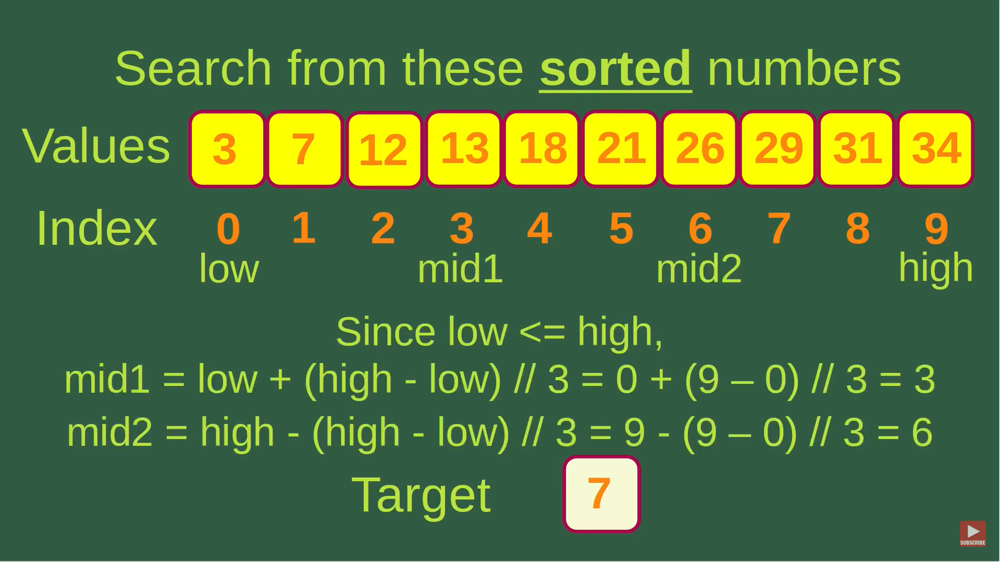 Search from these sorted numbers
Values 3 7 12 13 18 21 26 29 31 34
Index 0 1 2 3 4 5 6 7 8 9
low mid1 mid2 high
Since low <= high,
mid1 = low + (high - low) // 3 = 0 + (9 – 0) // 3 = 3
mid2 = high - (high - low) // 3 = 9 - (9 – 0) // 3 = 6
Target 7
SUBSCRIBE